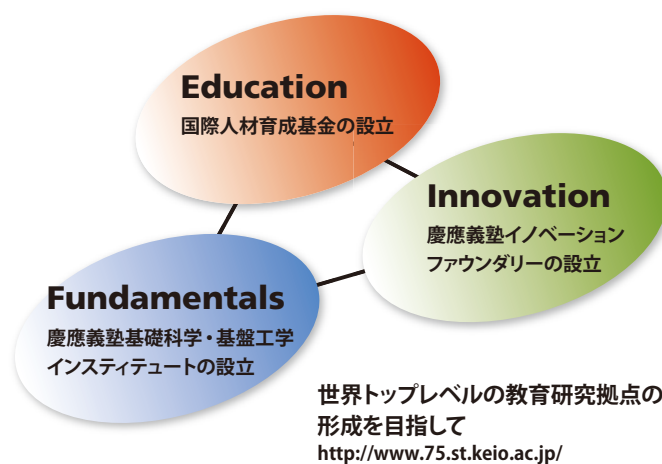 Education
国際人材育成基金の設立
Innovation
慶應義塾イノベーション
ファウンダリーの設立
Fundamentals
慶應義塾基礎科学・基盤工学
インスティテュートの設立
世界トップレベルの教育研究拠点の
形成を目指して
http://www.75.st.keio.ac.jp/